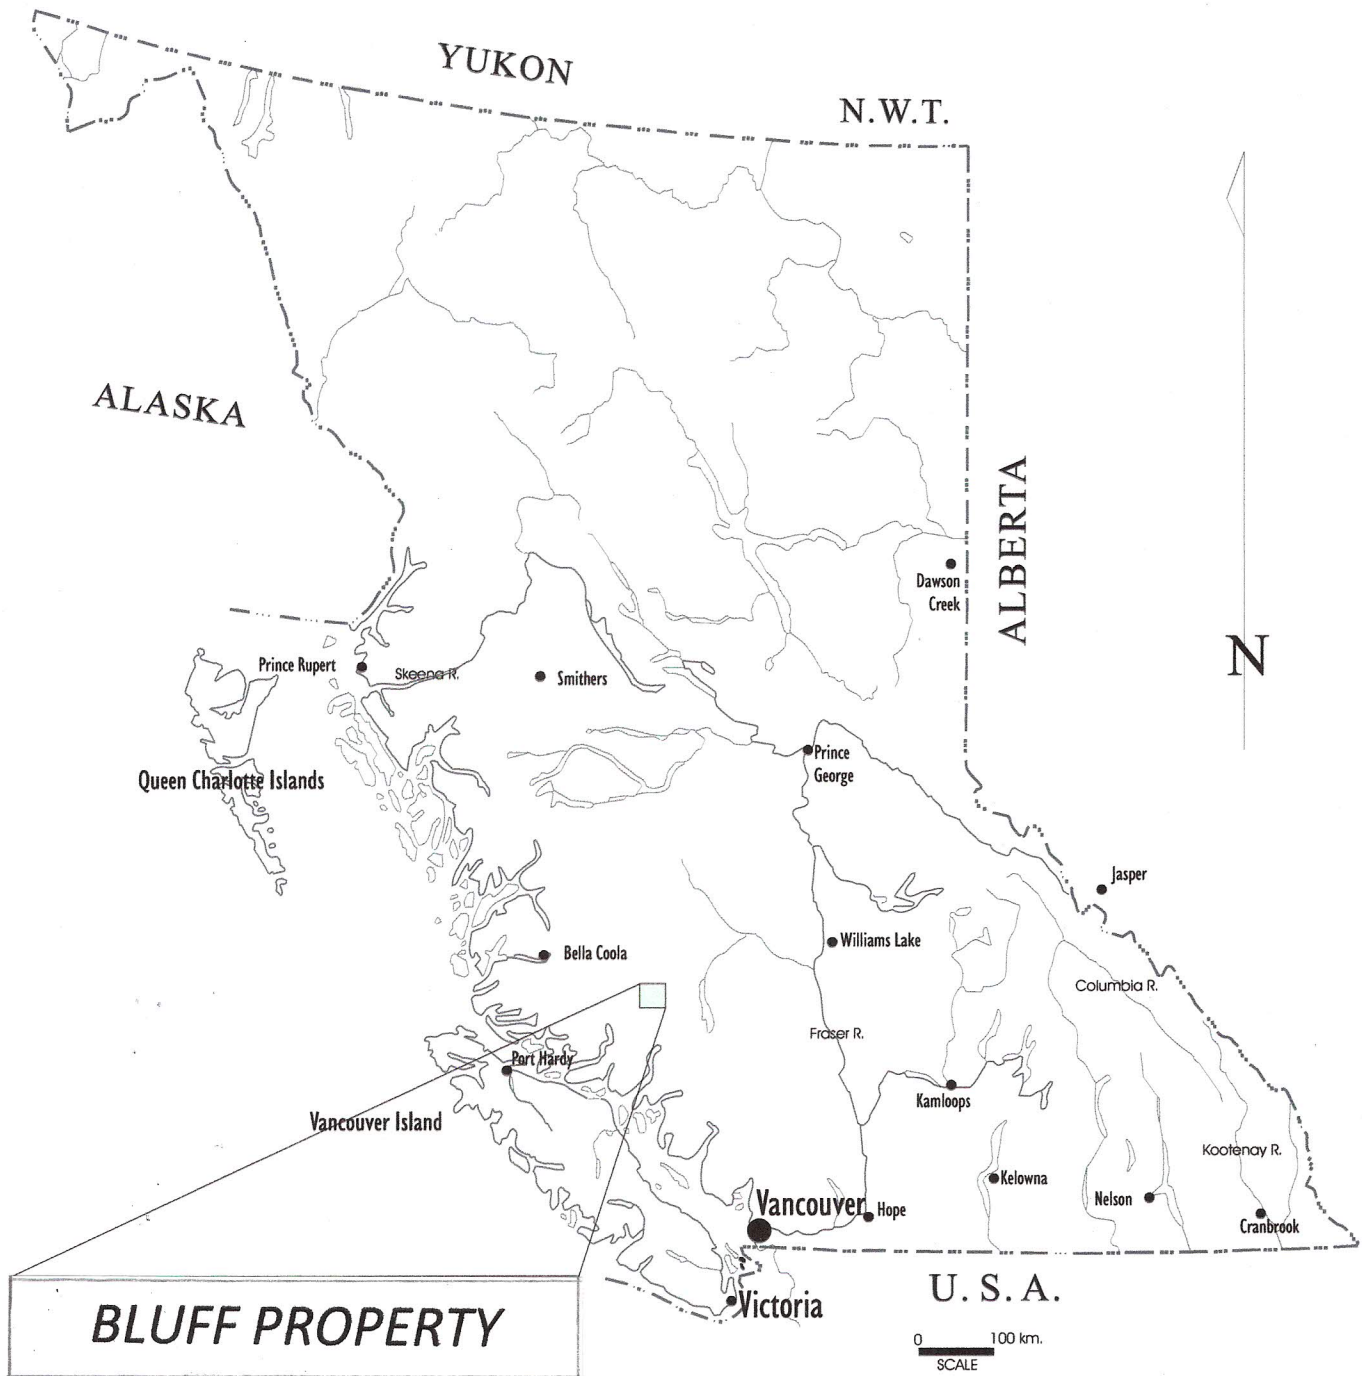 YUKON
N.W.T.
ALASKA
ALBERTA
Dawson
Creek
N
Prince Rupert
Skeena R.
Smithers
Queen Charlotte Islands
Prince
George
Jasper
Williams Lake
Bella Coola
Columbia R.
Fraser R.
Port Hardy
Kamloops
Vancouver Island
Kootenay R.
Kelowna
Nelson
Vancouver
Hope
Cranbrook
U. S. A.
Victoria
BLUFF PROPERTY
0 100 km.
SCALE